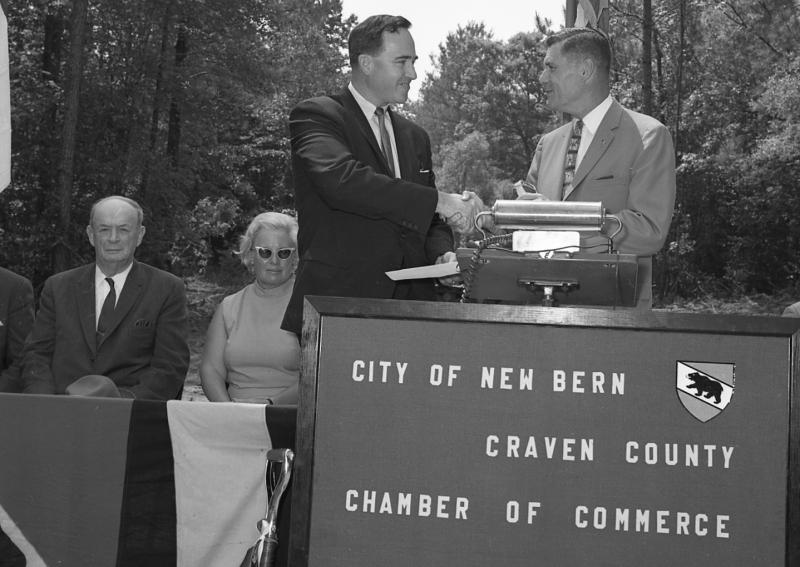 CITY OF NEW BERN
CRAVEN COUNTY
CHAMBER OF COMMERCE